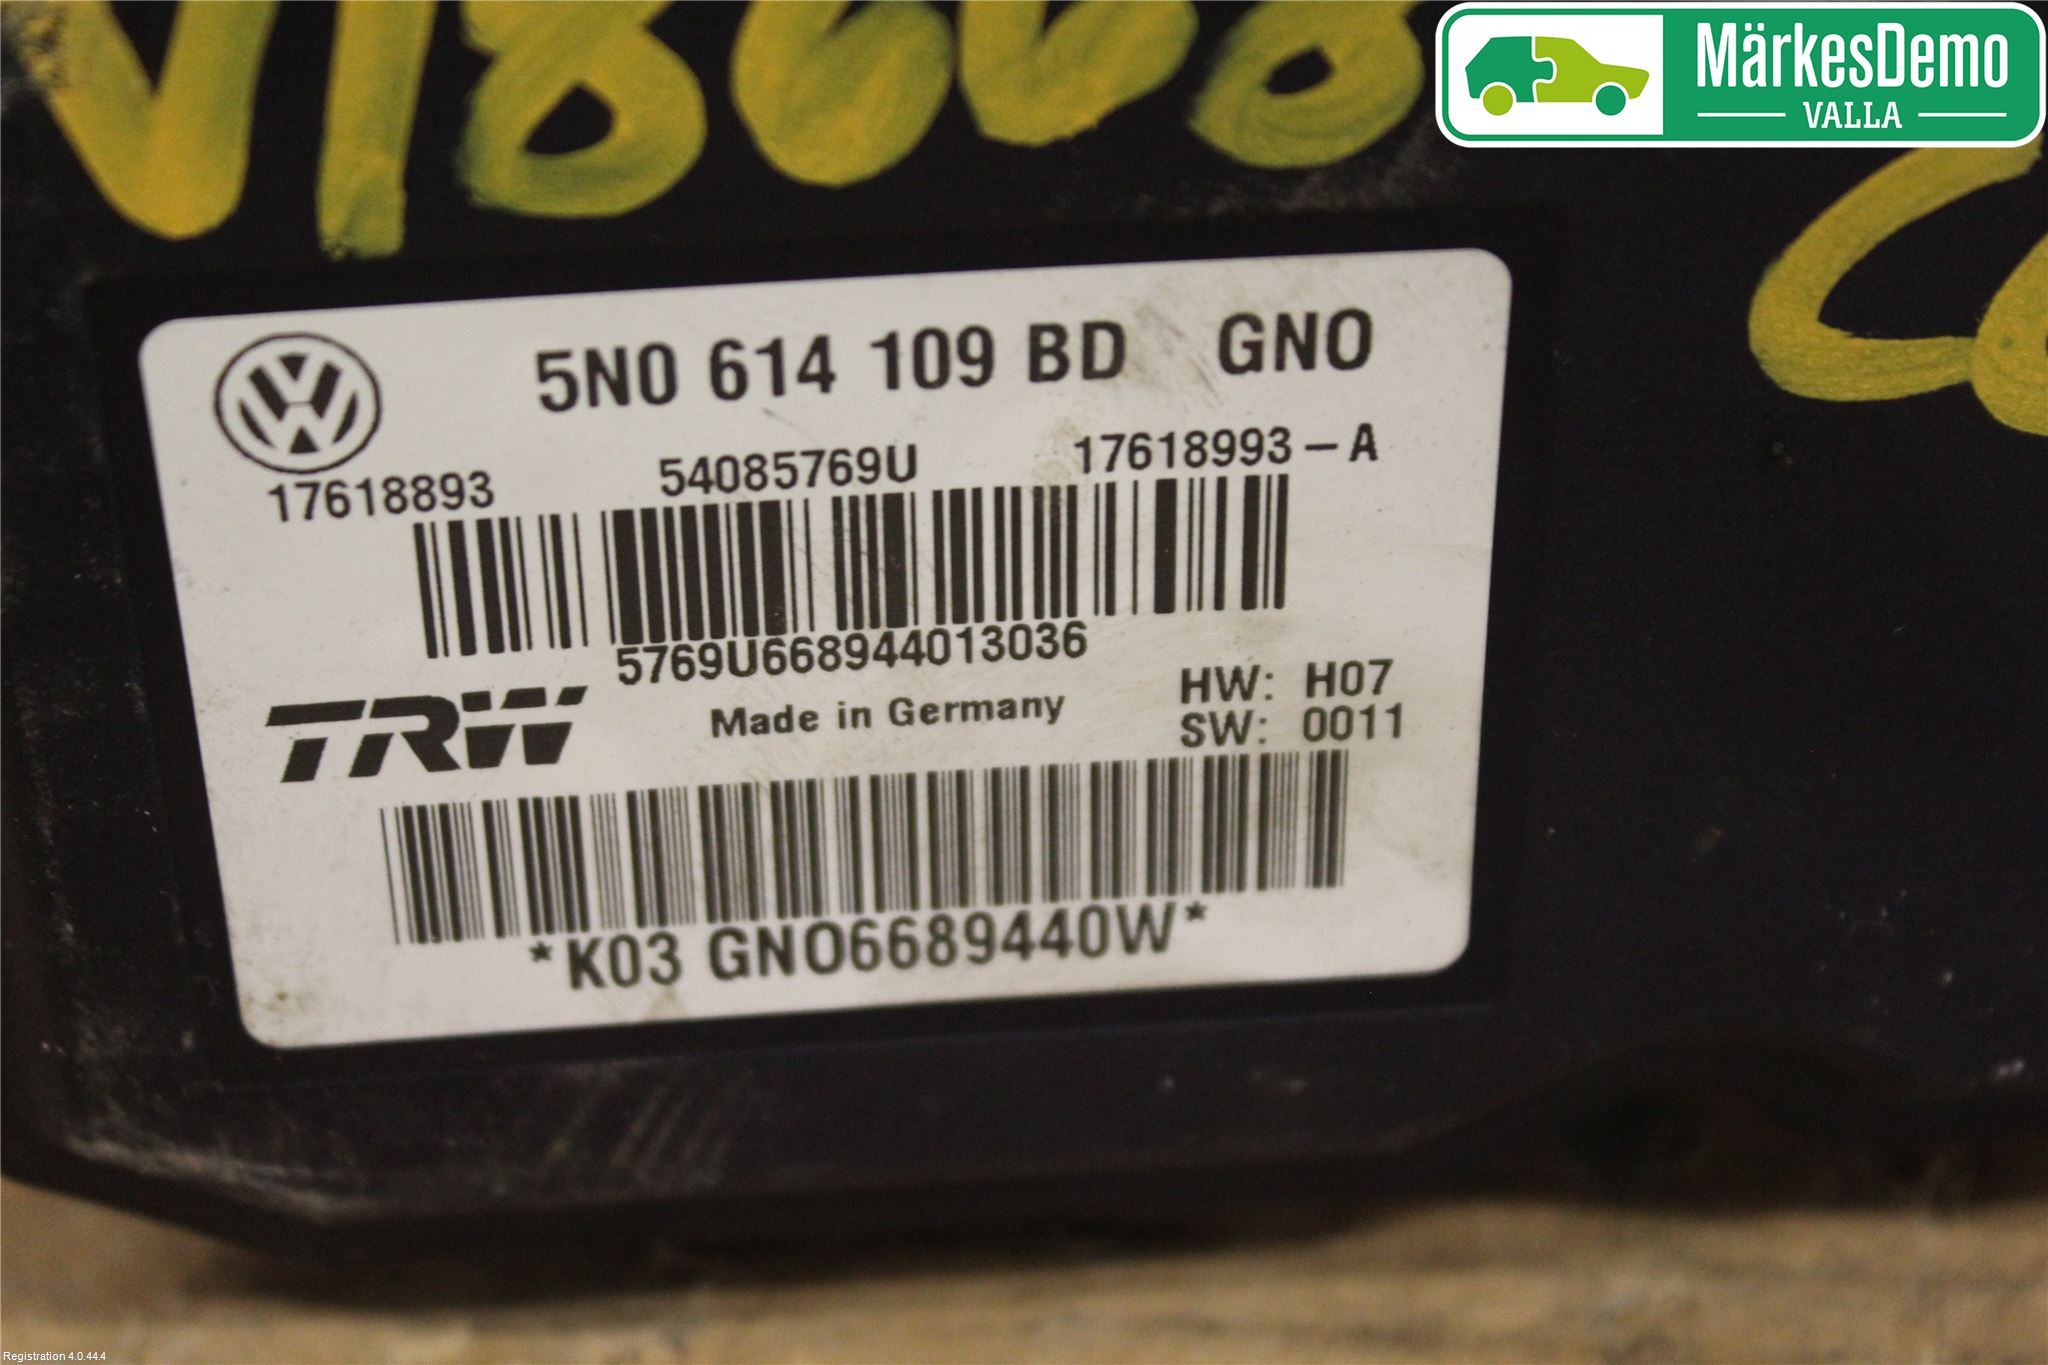 V18668
MärkesDemo
VALLA
5N0 614 109 BD GNO
17618893 54085769U 17618993-A
5769U668944013036
TRW Made in Germany HW: H07
SW: 0011
*K03 GNO6689440W*
Registration 4.0.44.4